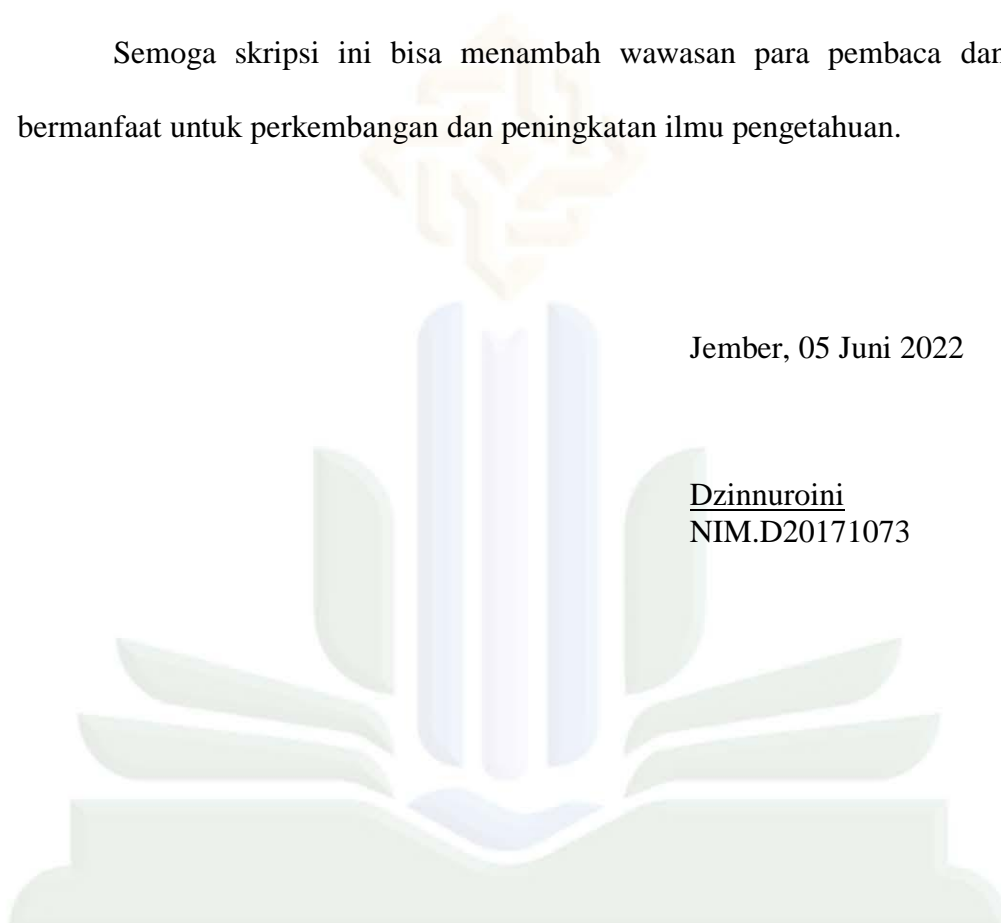 Semoga skripsi ini bisa menambah wawasan para pembaca dan
bermanfaat untuk perkembangan dan peningkatan ilmu pengetahuan.
Jember, 05 Juni 2022
Dzinnuroini
NIM.D20171073